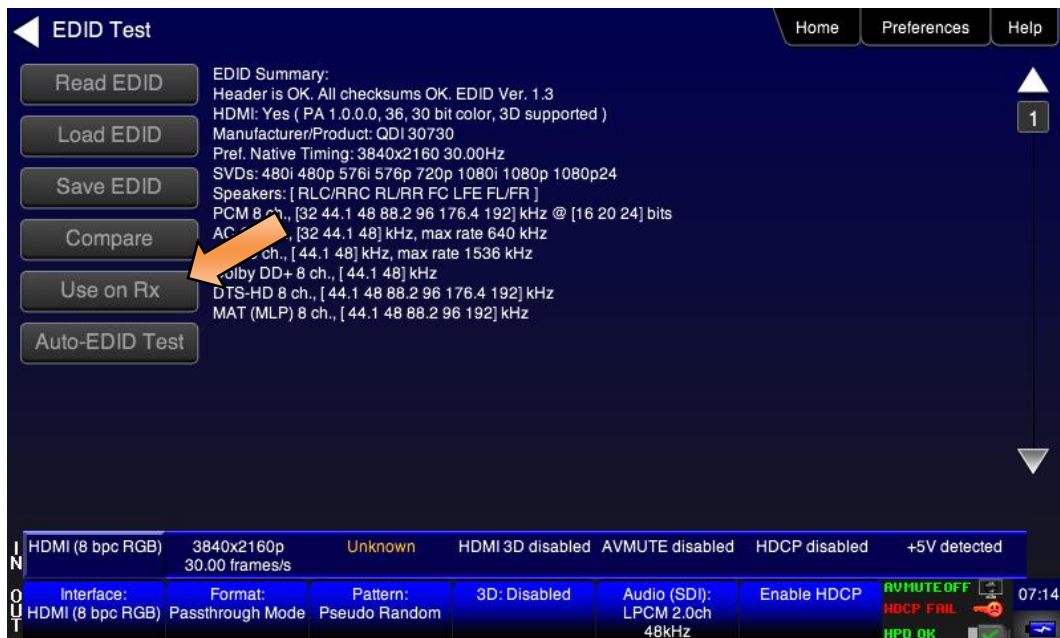 EDID Test
Home
Preferences
Help
Read EDID
Load EDID
Save EDID
Compare
Use on Rx
Auto-EDID Test
EDID Summary:
Header is OK. All checksums OK. EDID Ver. 1.3
HDMI: Yes ( PA 1.0.0.0, 36, 30 bit color, 3D supported )
Manufacturer/Product: QDI 30730
Pref. Native Timing: 3840x2160 30.00Hz
SVDs: 480i 480p 576i 576p 720p 1080i 1080p 1080p24
Speakers: [ RLC/RRC RL/RR FC LFE FL/FR ]
PCM 8 ch., [32 44.1 48 88.2 96 176.4 192] kHz @ [16 20 24] bits
[32 44.1 48] kHz, max rate 640 kHz
ch., [ 44.1 48] kHz, max rate 1536 kHz
DD+ 8 ch., [ 44.1 48] kHz
DTS-HD 8 ch., [ 44.1 48 88.2 96 176.4 192] kHz
MAT (MLP) 8 ch., [ 44.1 48 88.2 96 192] kHz
1
IN
HDMI (8 bpc RGB)
3840x2160p
30.00 frames/s
Unknown
HDMI 3D disabled
AVMUTE disabled
HDCP disabled
+5V detected
OUT
Interface:
HDMI (8 bpc RGB)
Format:
Passthrough Mode
Pattern:
Pseudo Random
3D: Disabled
Audio (SDI):
LPCM 2.0ch
48kHz
Enable HDCP
AVMUTE OFF
HDCP FAIL
HPD OK
07:14